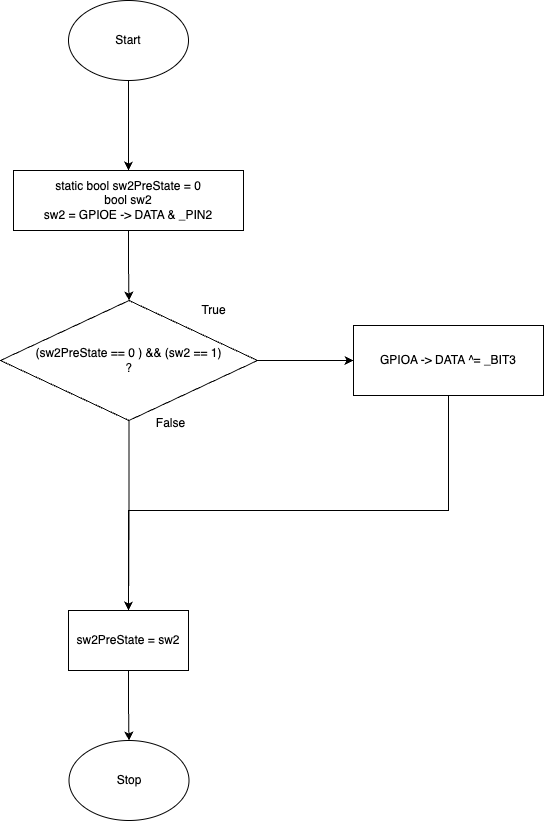 Start
static bool sw2PreState = 0
bool sw2
sw2 = GPIOE -> DATA & _PIN2
True
(sw2PreState == 0 ) && (sw2 == 1)
?
GPIOA -> DATA ^= _BIT3
False
sw2PreState = sw2
Stop